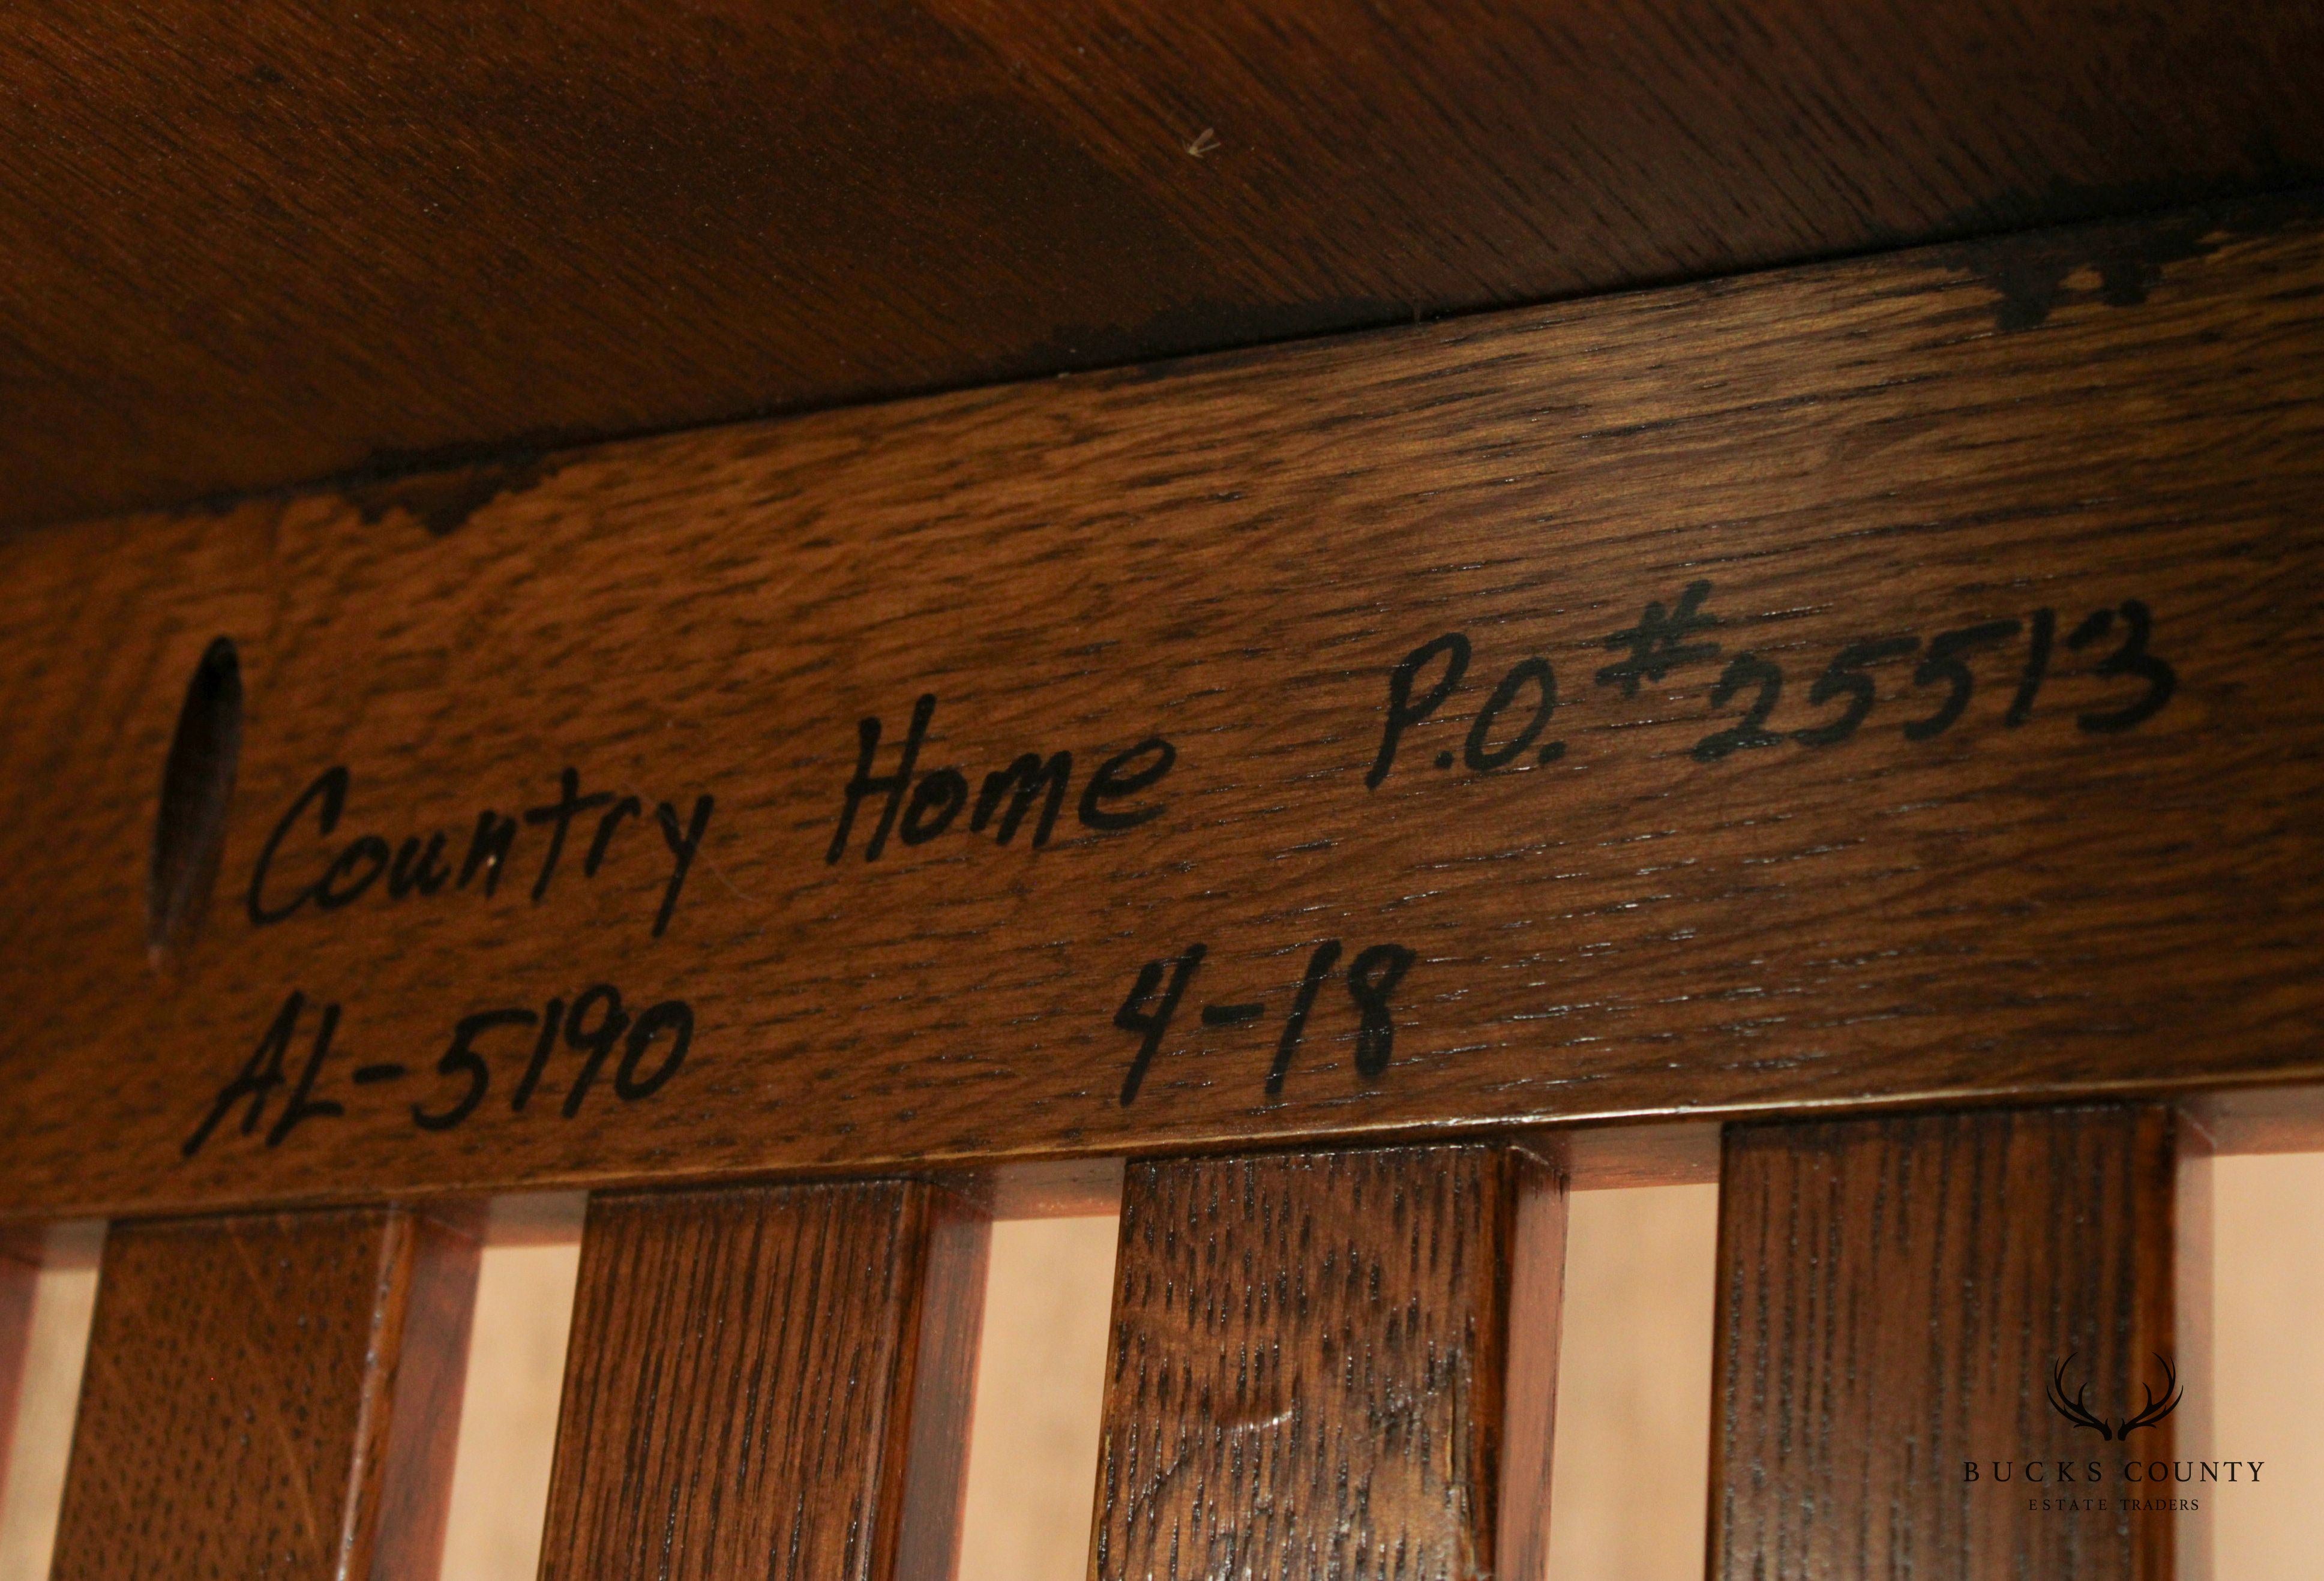 Country Home P.O. #25513
AL-5190 4-18
BUCKS COUNTY
ESTATE TRADERS